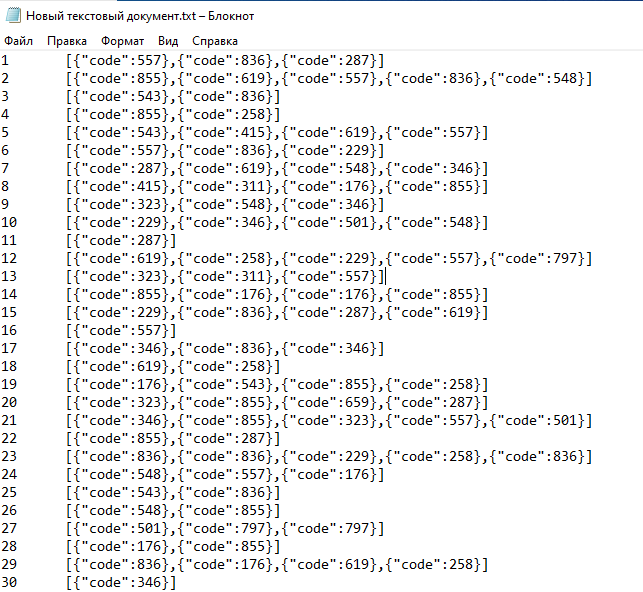 Новый текстовый документ.txt – Блокнот
Файл Правка Формат Вид Справка
1 [{"code":557},{"code":836},{"code":287}]
2 [{"code":855},{"code":619},{"code":557},{"code":836},{"code":548}]
3 [{"code":543},{"code":836}]
4 [{"code":855},{"code":258}]
5 [{"code":543},{"code":415},{"code":619},{"code":557}]
6 [{"code":557},{"code":836},{"code":229}]
7 [{"code":287},{"code":619},{"code":548},{"code":346}]
8 [{"code":415},{"code":311},{"code":176},{"code":855}]
9 [{"code":323},{"code":548},{"code":346}]
10 [{"code":229},{"code":346},{"code":501},{"code":548}]
11 [{"code":287}]
12 [{"code":619},{"code":258},{"code":229},{"code":557},{"code":797}]
13 [{"code":323},{"code":311},{"code":557}]
14 [{"code":855},{"code":176},{"code":176},{"code":855}]
15 [{"code":229},{"code":836},{"code":287},{"code":619}]
16 [{"code":557}]
17 [{"code":346},{"code":836},{"code":346}]
18 [{"code":619},{"code":258}]
19 [{"code":176},{"code":543},{"code":855},{"code":258}]
20 [{"code":323},{"code":855},{"code":659},{"code":287}]
21 [{"code":346},{"code":855},{"code":323},{"code":557},{"code":501}]
22 [{"code":855},{"code":287}]
23 [{"code":836},{"code":836},{"code":229},{"code":258},{"code":836}]
24 [{"code":548},{"code":557},{"code":176}]
25 [{"code":543},{"code":836}]
26 [{"code":548},{"code":855}]
27 [{"code":501},{"code":797},{"code":797}]
28 [{"code":176},{"code":855}]
29 [{"code":836},{"code":176},{"code":619},{"code":258}]
30 [{"code":346}]